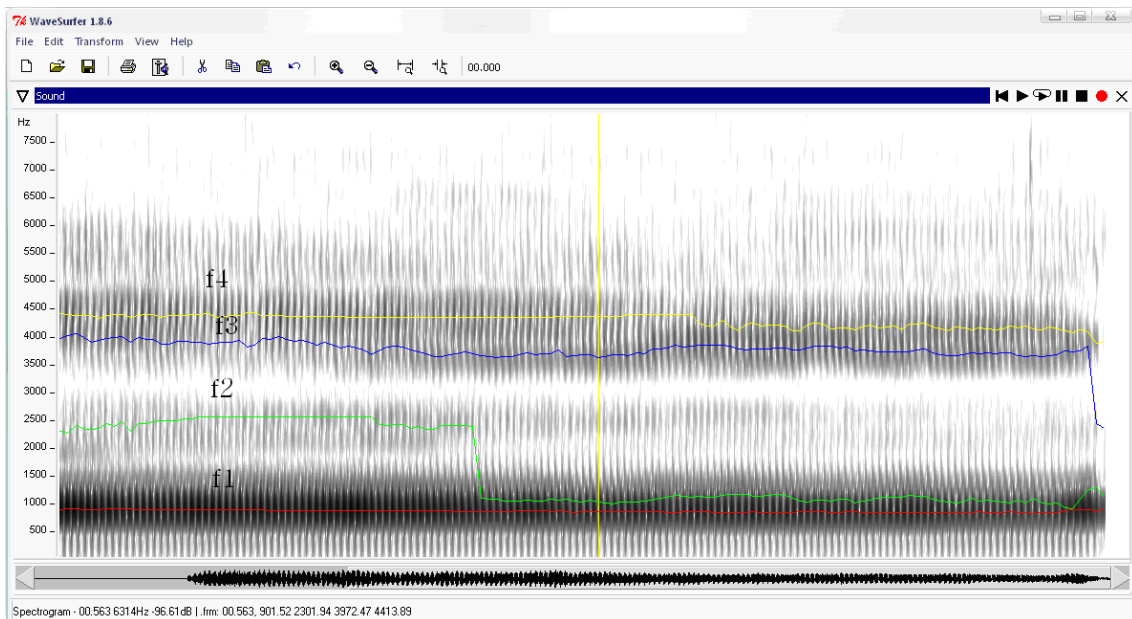 WaveSurfer 1.8.6
File Edit Transform View Help
00.000
Sound
Hz
7500
7000
6500
6000
5500
5000
f4
4500
f3
4000
3500
f2
3000
2500
2000
f1
1500
1000
500
Spectrogram - 00.563 6314Hz -96.61dB | .frm: 00.563, 901.52 2301.94 3972.47 4413.89